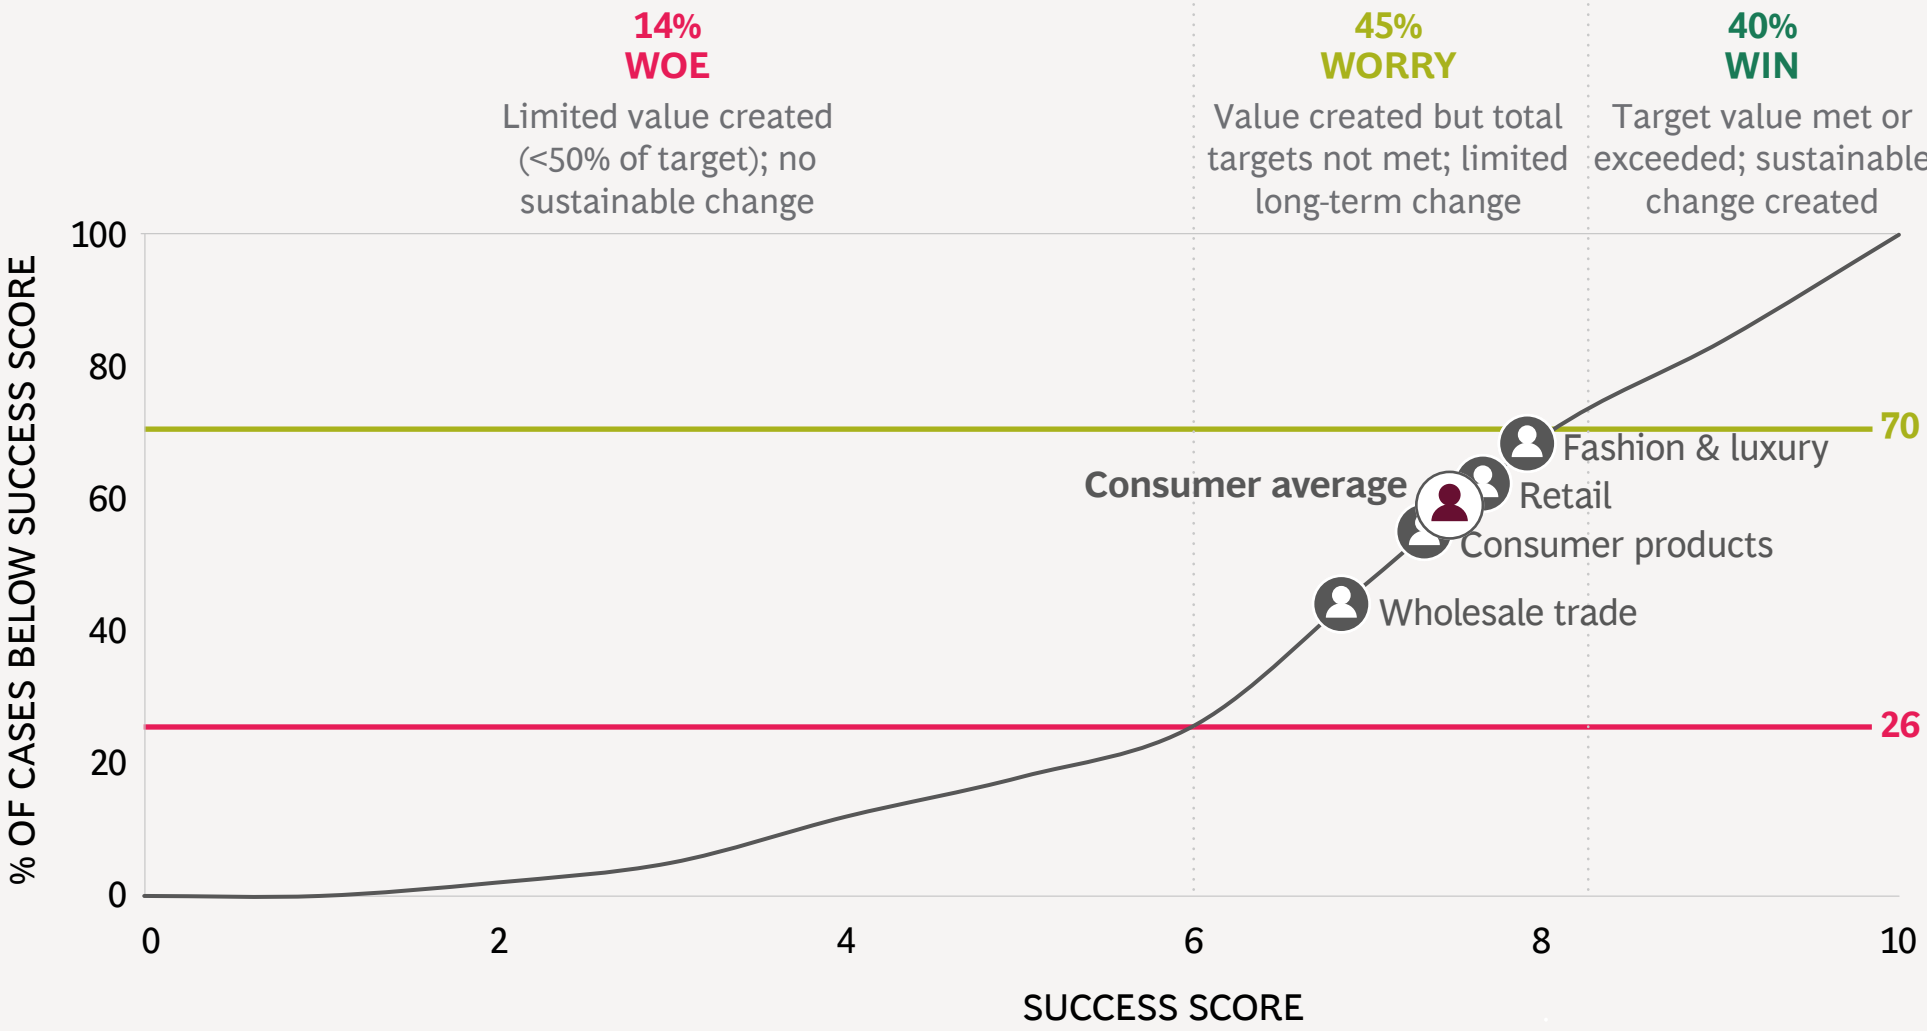 14%
WOE
Limited value created
(<50% of target); no
sustainable change
45%
WORRY
Value created but total
targets not met; limited
long-term change
40%
WIN
Target value met or
exceeded; sustainable
change created
% OF CASES BELOW SUCCESS SCORE
100
80
60
40
20
0
70
26
Fashion & luxury
Consumer average
Retail
Consumer products
Wholesale trade
0
2
4
6
8
10
SUCCESS SCORE